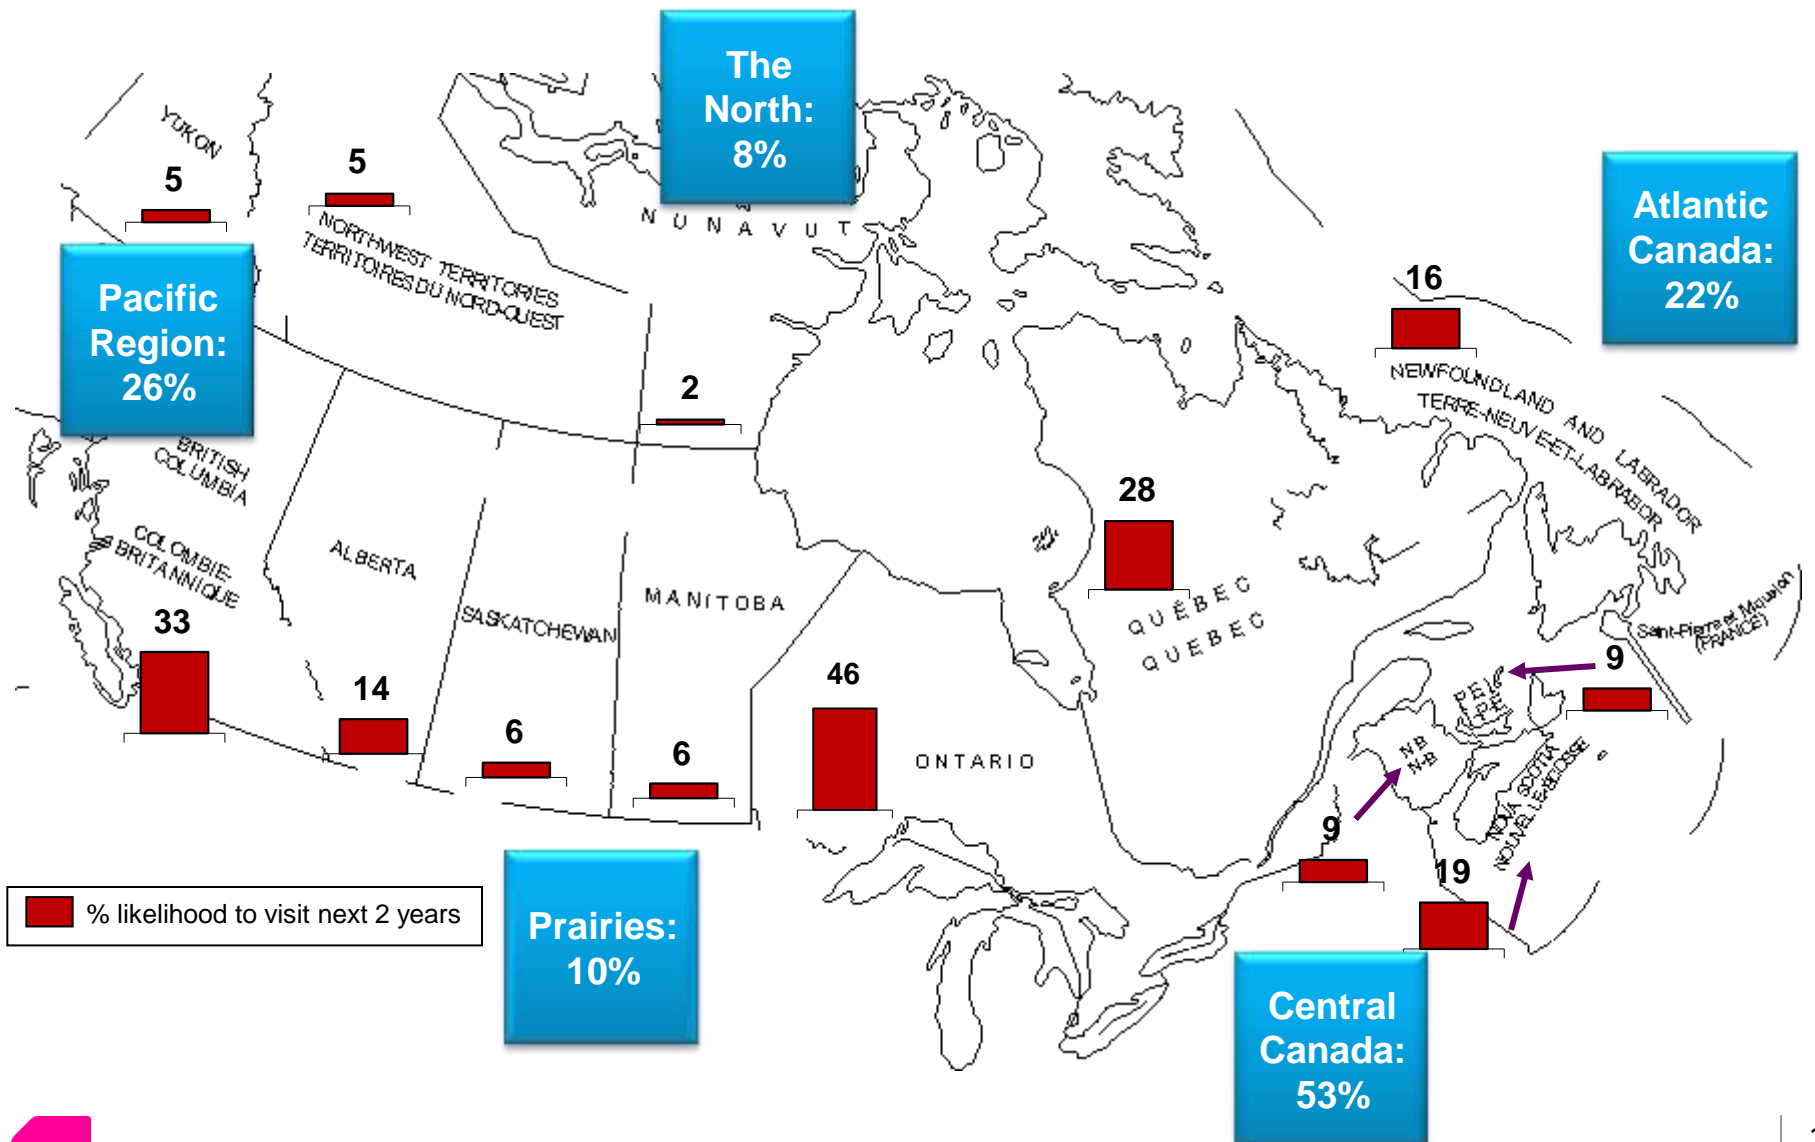 The
North:
8%
YUKON
5
5
NUNAVUT
NORTHWEST TERRITORIES
TERRITOIRES DU NORD-OUEST
Atlantic
Canada:
22%
Pacific
Region:
26%
16
NEWFOUNDLAND AND LABRADOR
TERRE-NEUVE-ET-LABRADOR
2
BRITISH
COLUMBIA
COLOMBIE-
BRITANNIQUE
28
ALBERTA
SASKATCHEWAN
MANITOBA
QUÉBEC
QUEBEC
Saint-Pierre et Miquelon
(FRANCE)
33
14
6
6
46
ONTARIO
9
P E I
I-P-E
N B
N-B
NOVA SCOTIA
NOUVELLE-ÉCOSSE
9
19
% likelihood to visit next 2 years
Prairies:
10%
Central
Canada:
53%